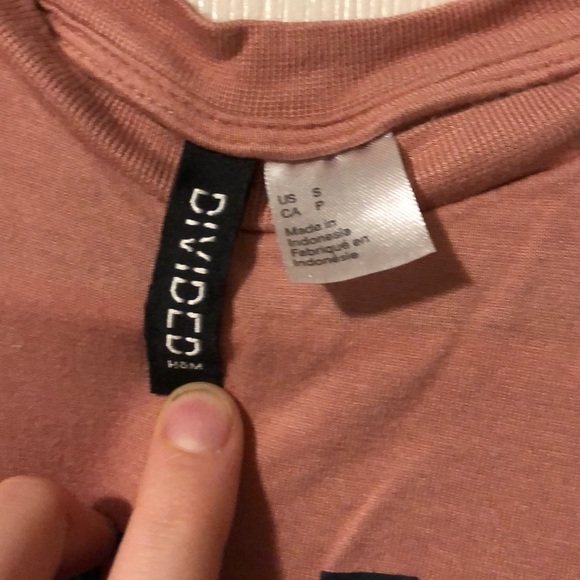 DIVIDED
H&M
US S
CA P
Made in
Indonesia
Fabriqué en
Indonésie